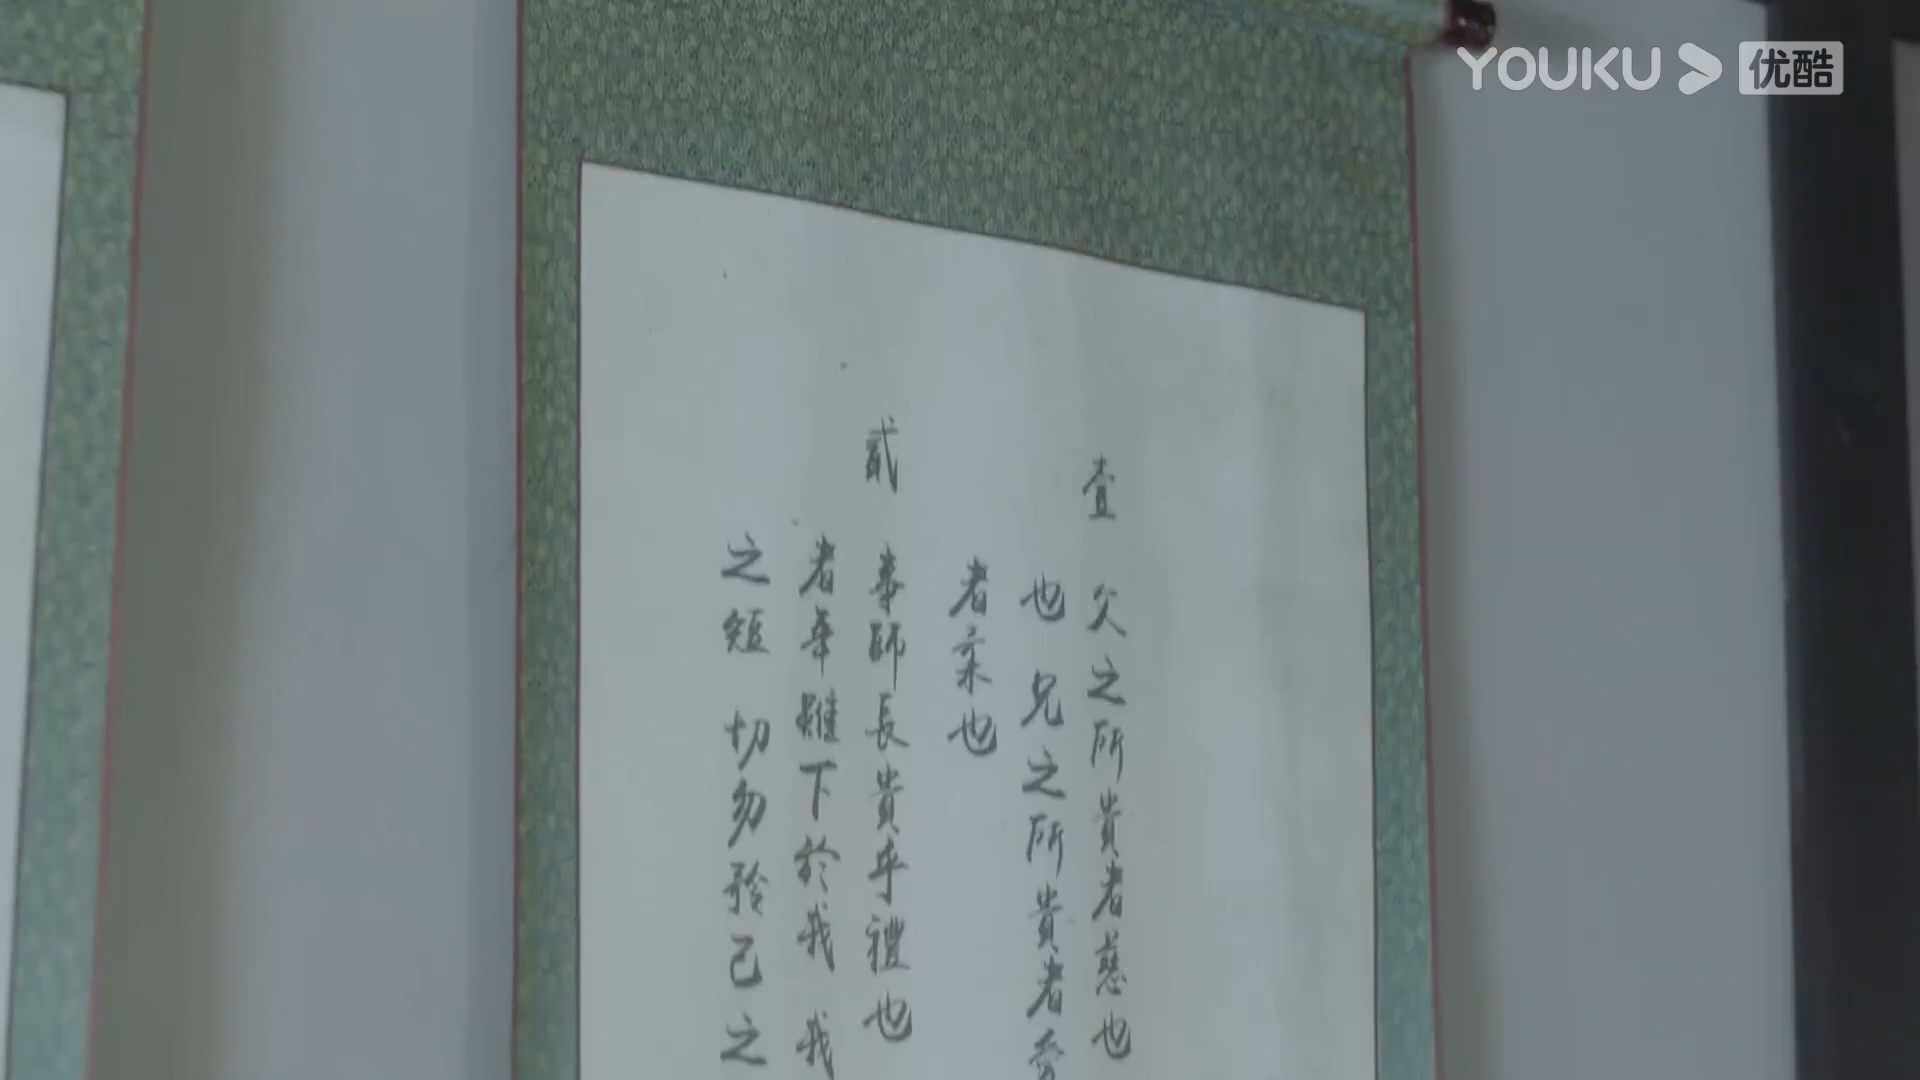 YOUKU 优酷
壹 父之所貴者慈也
也 兄之所貴者
者柔也
貳 事師長貴乎禮也
者年雖下於我 我
之短 切勿矜己之